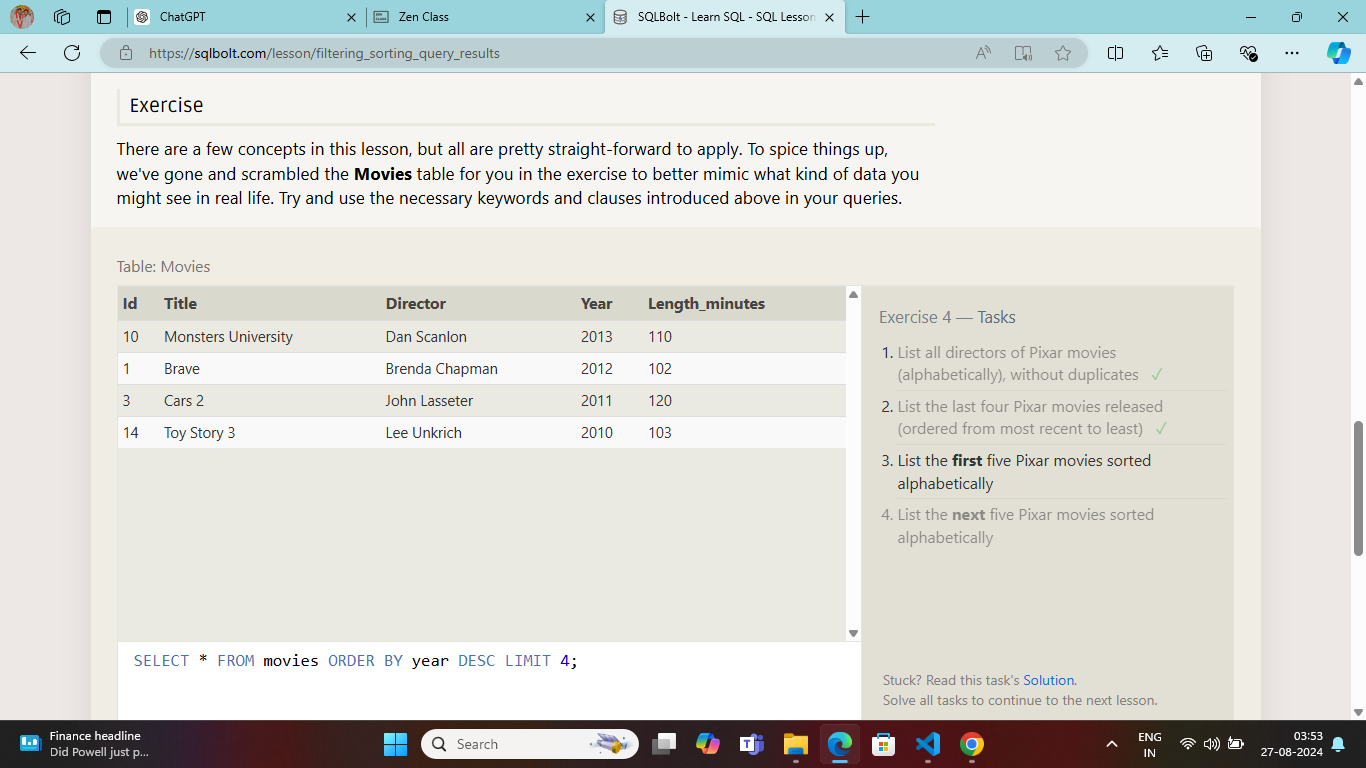 ChatGPT
Zen Class
SQLBolt - Learn SQL - SQL Lesson
https://sqlbolt.com/lesson/filtering_sorting_query_results
Exercise
There are a few concepts in this lesson, but all are pretty straight-forward to apply. To spice things up,
we've gone and scrambled the Movies table for you in the exercise to better mimic what kind of data you
might see in real life. Try and use the necessary keywords and clauses introduced above in your queries.
Table: Movies
Id Title Director Year Length_minutes
10 Monsters University Dan Scanlon 2013 110
1 Brave Brenda Chapman 2012 102
3 Cars 2 John Lasseter 2011 120
14 Toy Story 3 Lee Unkrich 2010 103
SELECT * FROM movies ORDER BY year DESC LIMIT 4;
Exercise 4 — Tasks
1. List all directors of Pixar movies
(alphabetically), without duplicates ✓
2. List the last four Pixar movies released
(ordered from most recent to least) ✓
3. List the first five Pixar movies sorted
alphabetically
4. List the next five Pixar movies sorted
alphabetically
Stuck? Read this task's Solution.
Solve all tasks to continue to the next lesson.
Finance headline
Did Powell just p...
Search
ENG
IN
03:53
27-08-2024